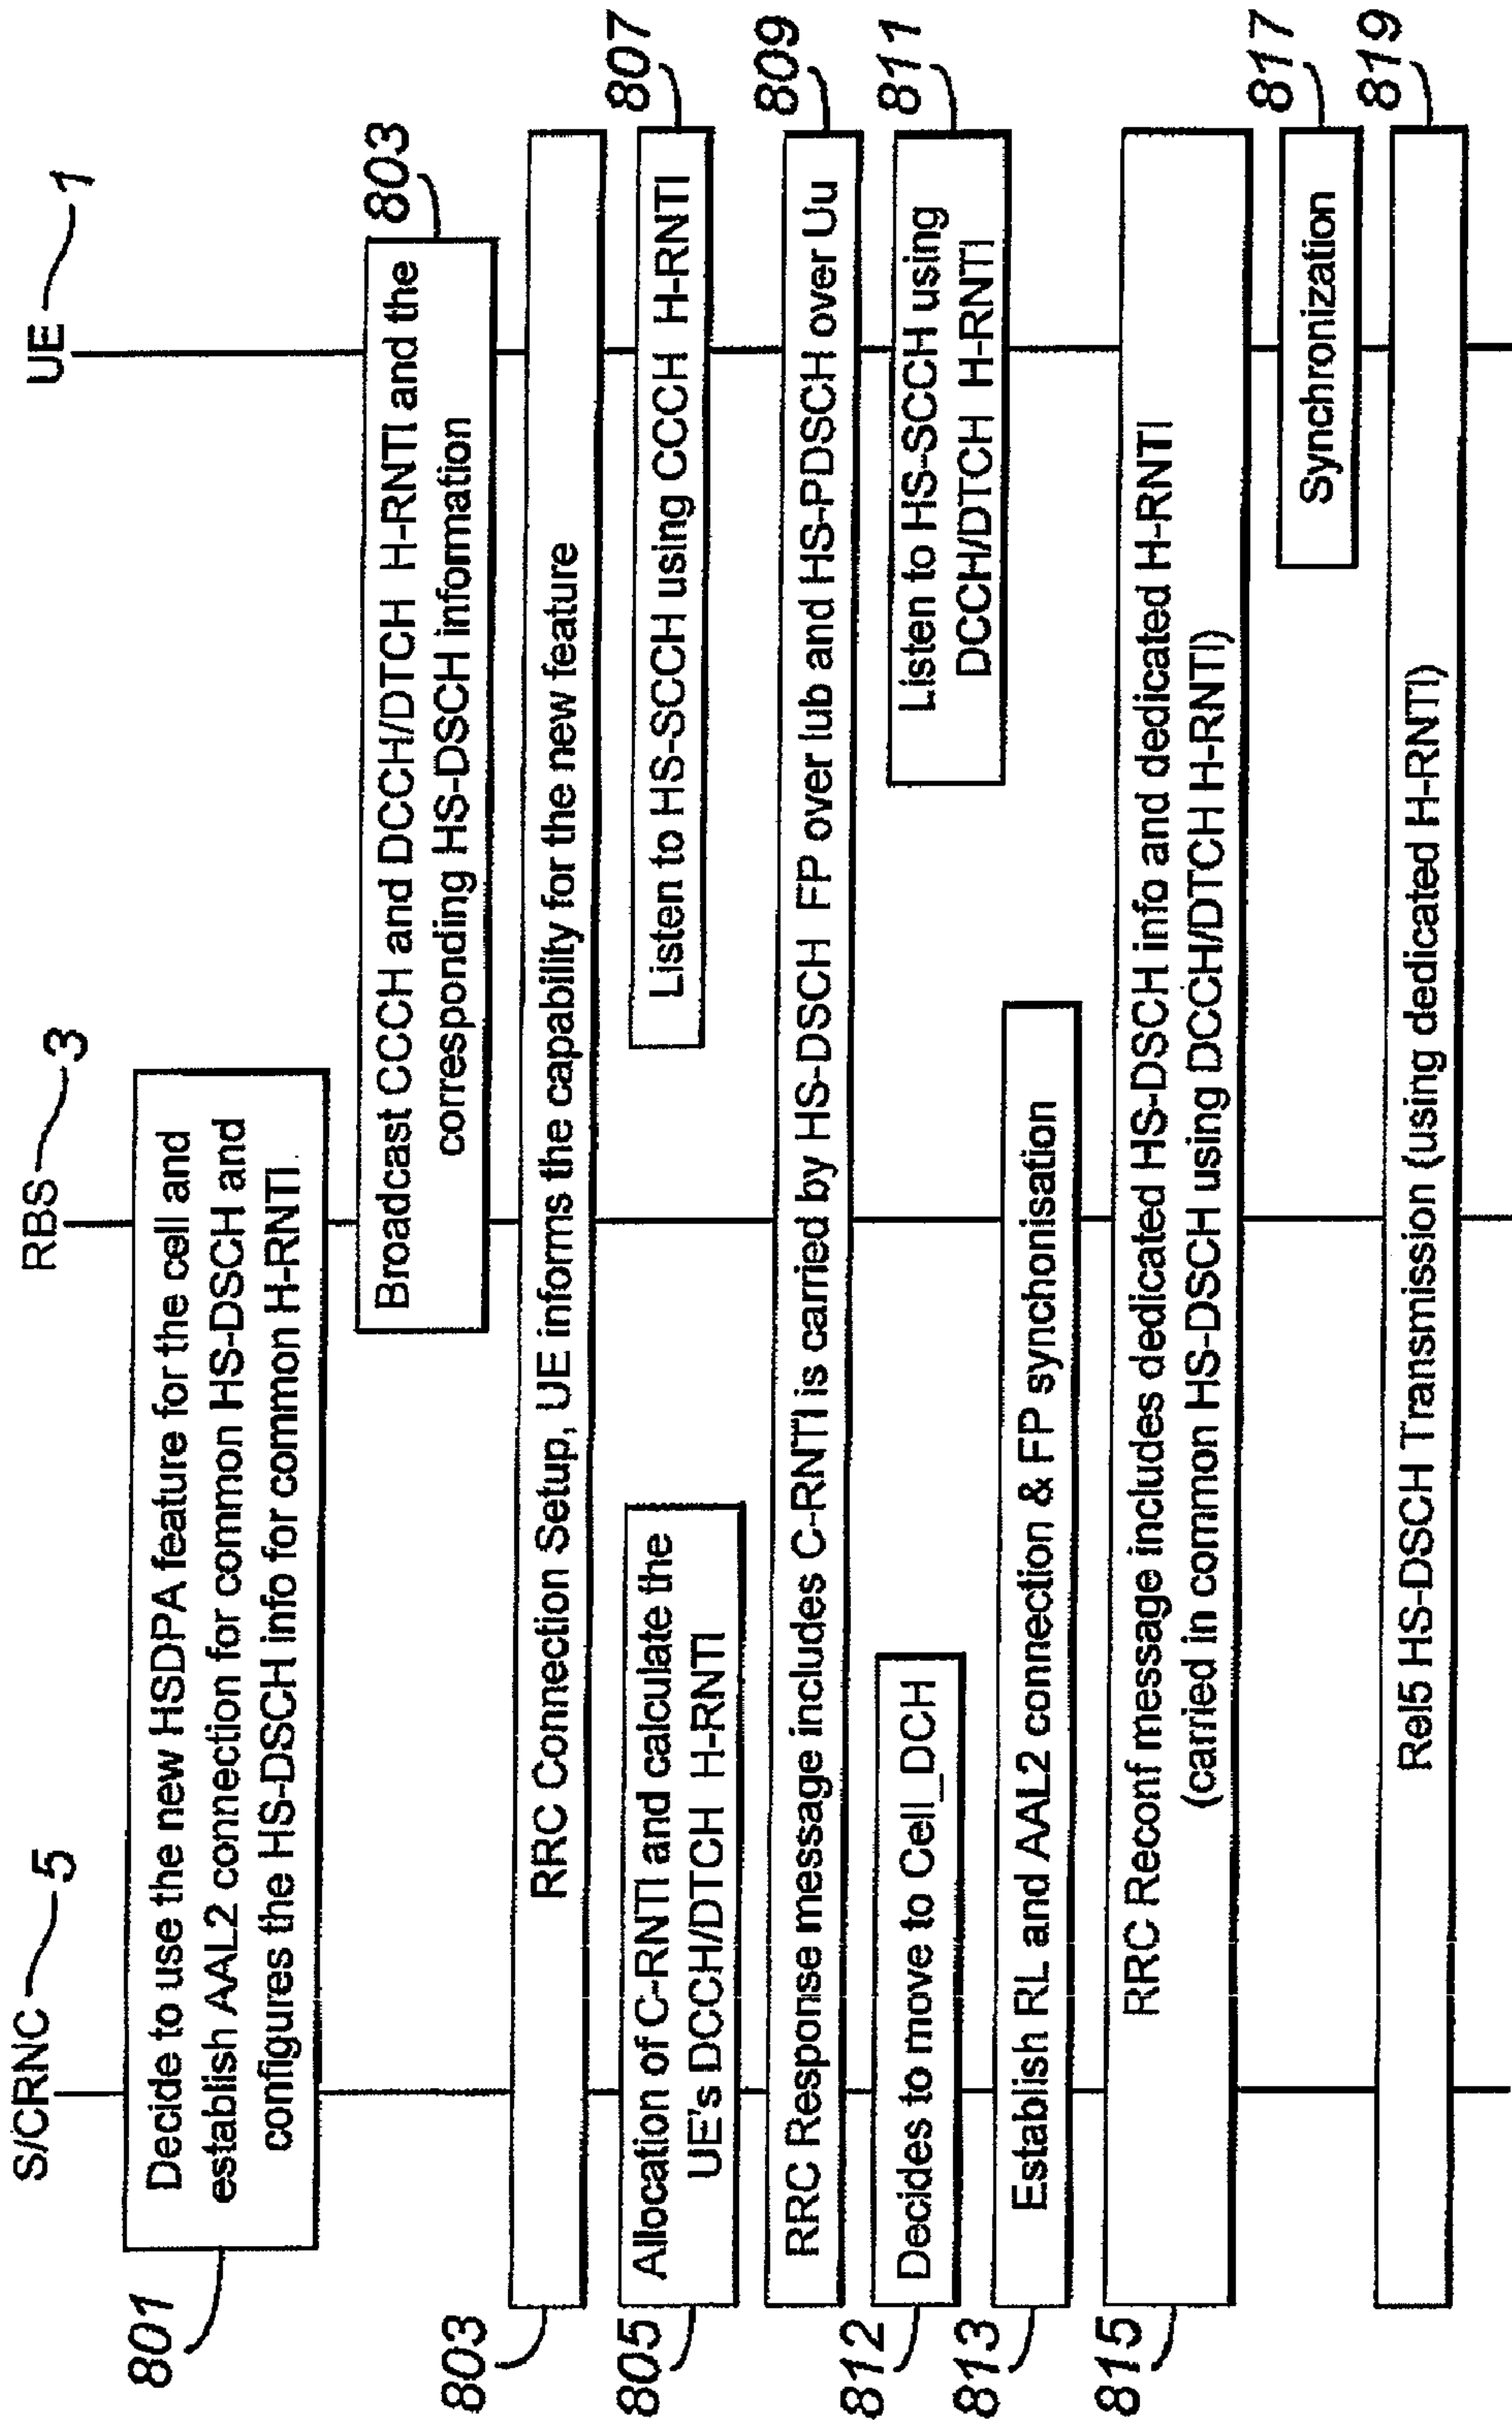 S/CRNC 5
RBS 3
UE 1
801
Decide to use the new HSDPA feature for the cell and
establish AAL2 connection for common HS-DSCH and
configures the HS-DSCH info for common H-RNTI.
803
Broadcast CCCH and DCCH/DTCH H-RNTI and the
corresponding HS-DSCH information
803
RRC Connection Setup, UE informs the capability for the new feature
805
Allocation of C-RNTI and calculate the
UE's DCCH/DTCH H-RNTI
807
Listen to HS-SCCH using CCCH H-RNTI
809
RRC Response message includes C-RNTI is carried by HS-DSCH FP over Iub and HS-PDSCH over Uu
811
Listen to HS-SCCH using
DCCH/DTCH H-RNTI
812
Decides to move to Cell_DCH
813
Establish RL and AAL2 connection & FP synchonisation
815
RRC Reconf message includes dedicated HS-DSCH info and dedicated H-RNTI
(carried in common HS-DSCH using DCCH/DTCH H-RNTI)
817
Synchronization
819
Rel5 HS-DSCH Transmission (using dedicated H-RNTI)